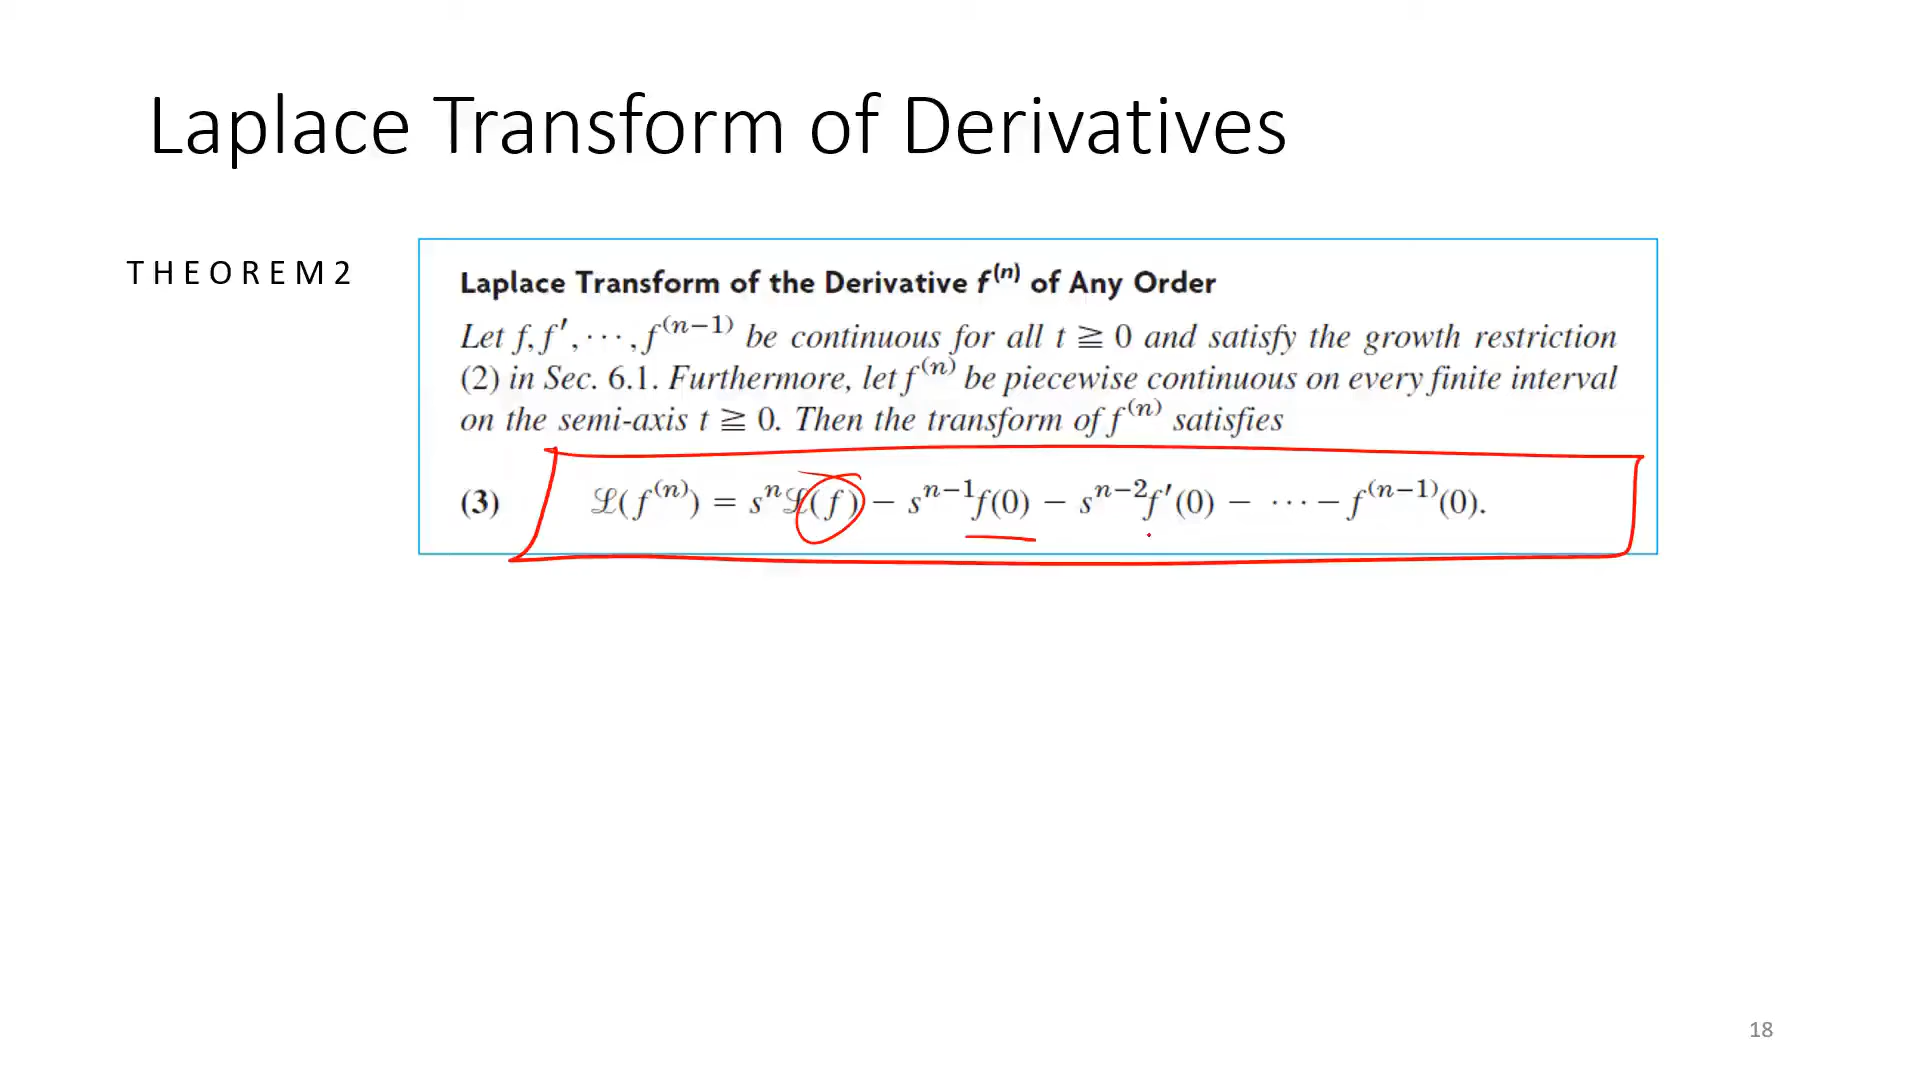 Laplace Transform of Derivatives
THEOREM2
Laplace Transform of the Derivative f⁽ⁿ⁾ of Any Order
Let f, f′, ⋯, f⁽ⁿ⁻¹⁾ be continuous for all t ≧ 0 and satisfy the growth restriction
(2) in Sec. 6.1. Furthermore, let f⁽ⁿ⁾ be piecewise continuous on every finite interval
on the semi-axis t ≧ 0. Then the transform of f⁽ⁿ⁾ satisfies
(3) ℒ(f⁽ⁿ⁾) = sⁿℒ(f) − sⁿ⁻¹f(0) − sⁿ⁻²f′(0) − ⋯ − f⁽ⁿ⁻¹⁾(0).
18